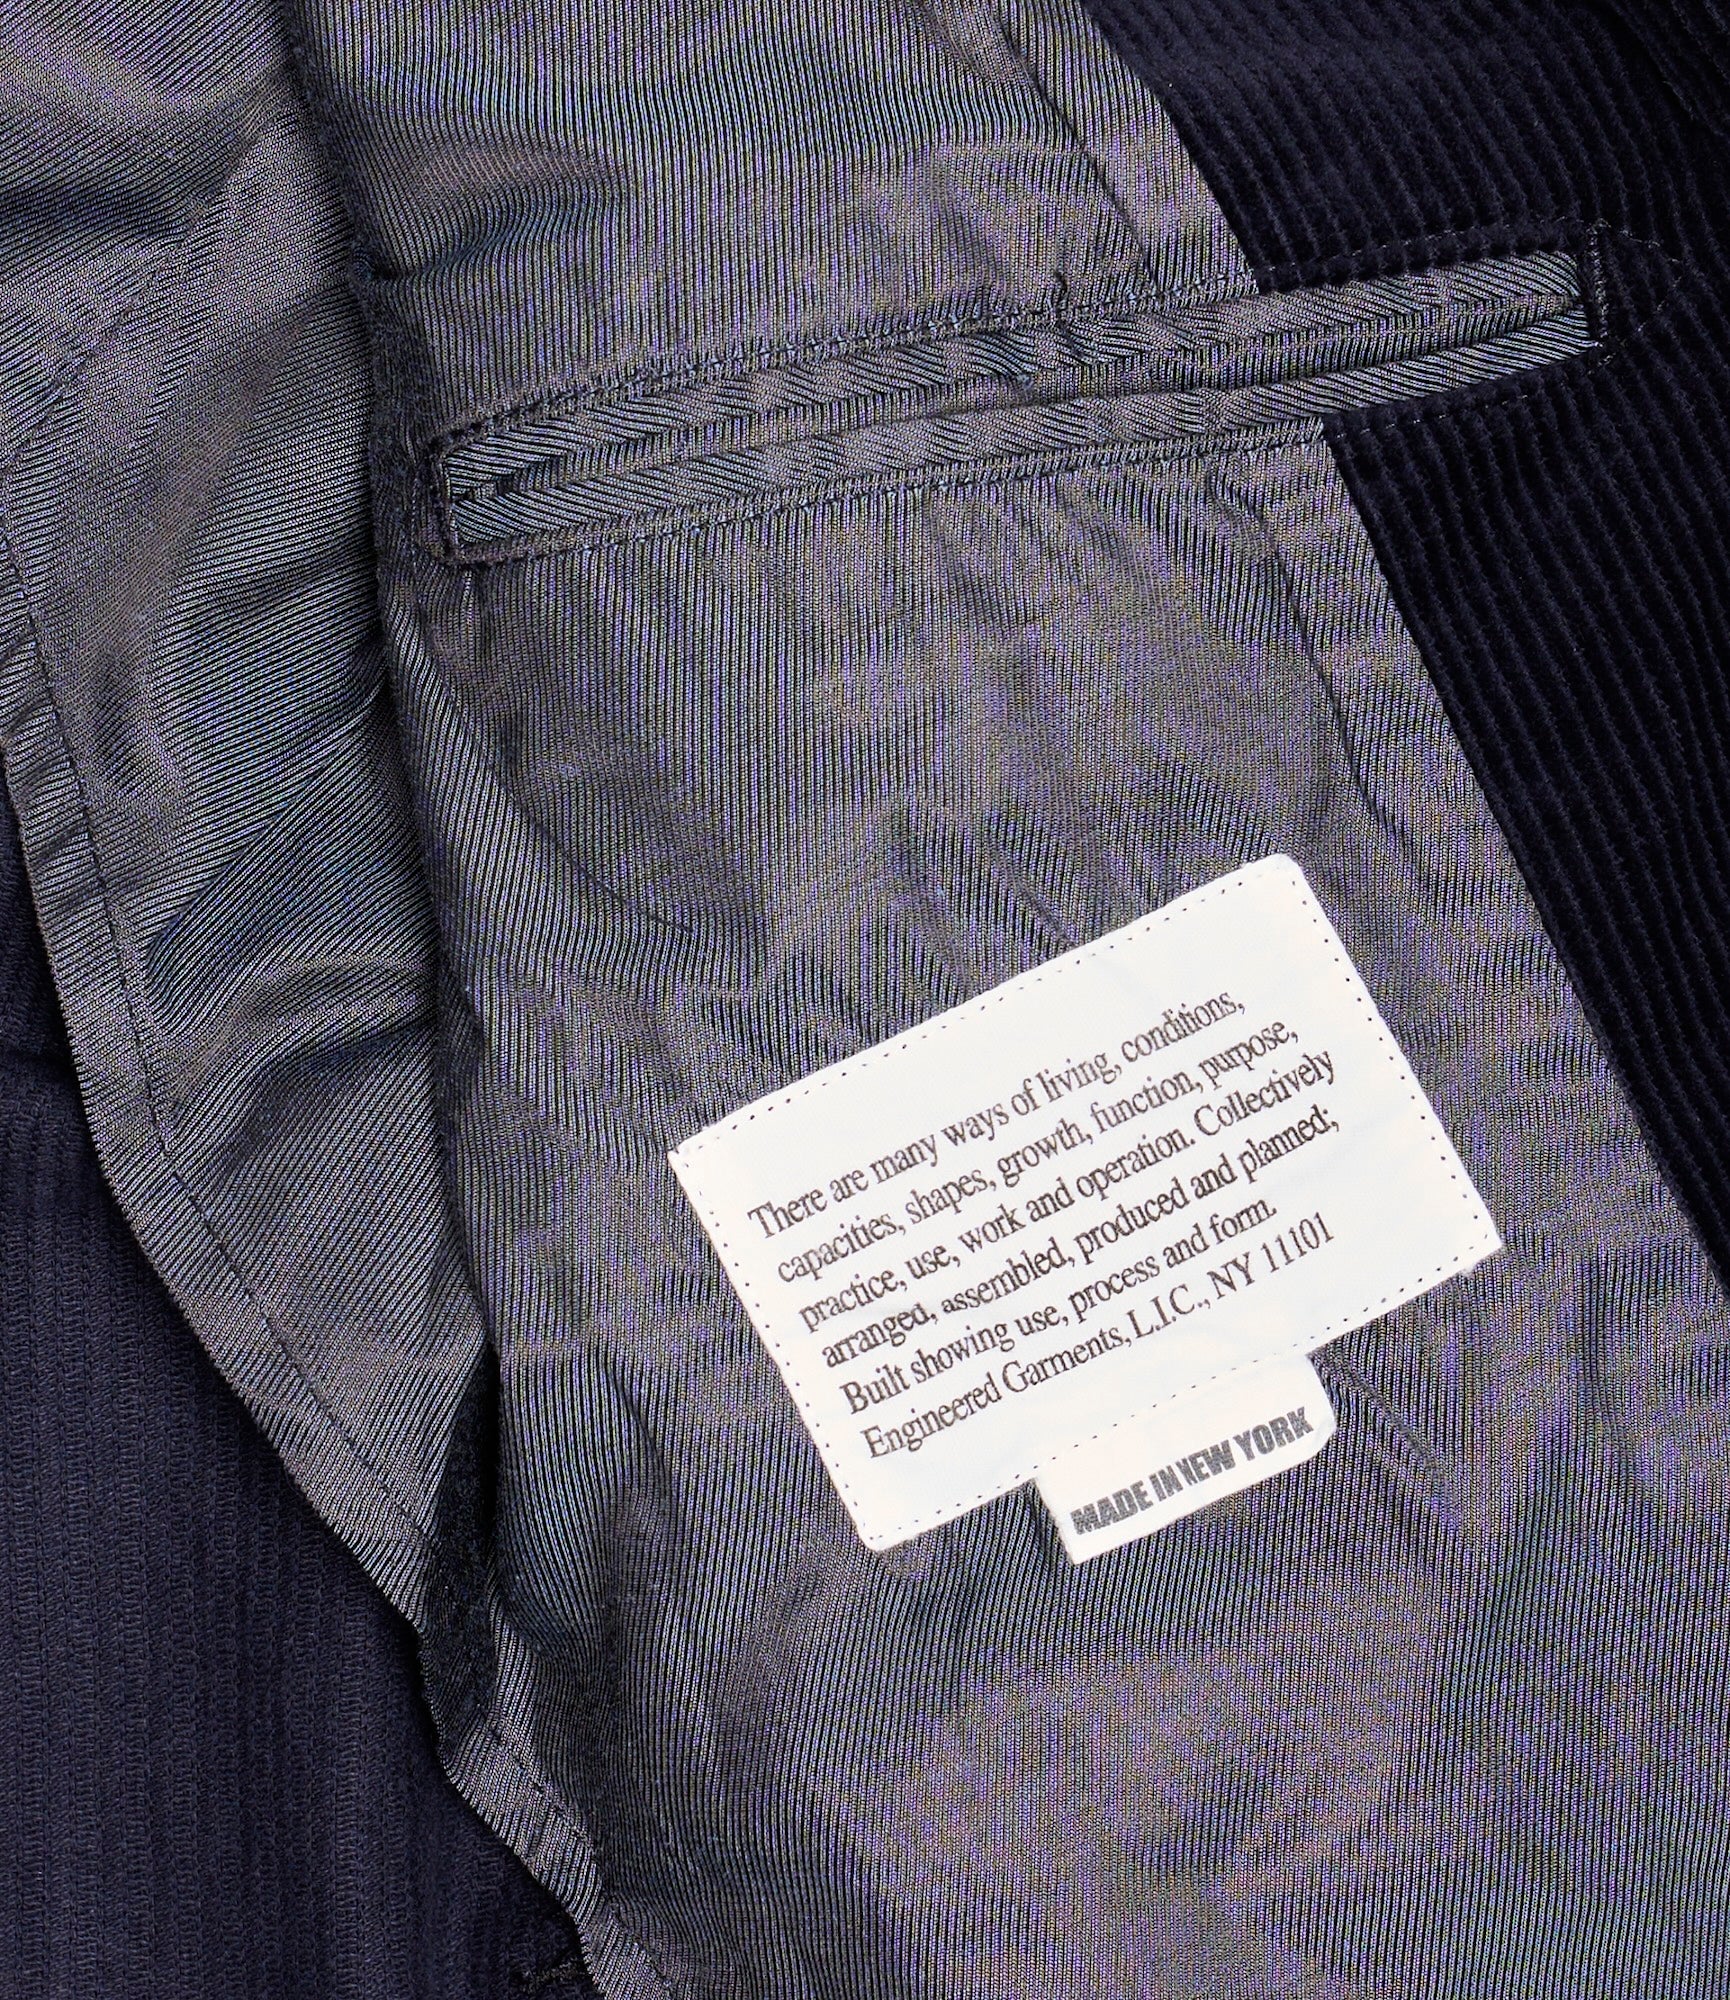 There are many ways of living, conditions,
capacities, shapes, growth, function, purpose,
practice, use, work and operation. Collectively
arranged, assembled, produced and planned;
Built showing use, process and form.
Engineered Garments, L.I.C., NY 11101
MADE IN NEW YORK